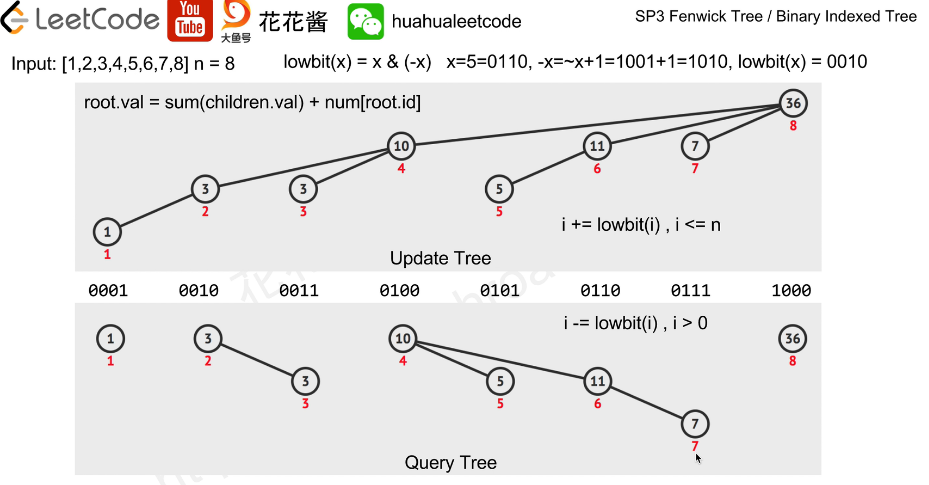 LeetCode You Tube 大鱼号 花花酱 huahualeetcode SP3 Fenwick Tree / Binary Indexed Tree
Input: [1,2,3,4,5,6,7,8] n = 8 lowbit(x) = x & (-x) x=5=0110, -x=~x+1=1001+1=1010, lowbit(x) = 0010
root.val = sum(children.val) + num[root.id]
36
8
10 11 7
4 6 7
3 3 5
2 3 5
i += lowbit(i) , i <= n
1
1
Update Tree
0001 0010 0011 0100 0101 0110 0111 1000
i -= lowbit(i) , i > 0
1 3 10 36
1 2 4 8
3 5 11
3 5 6
7
7
Query Tree